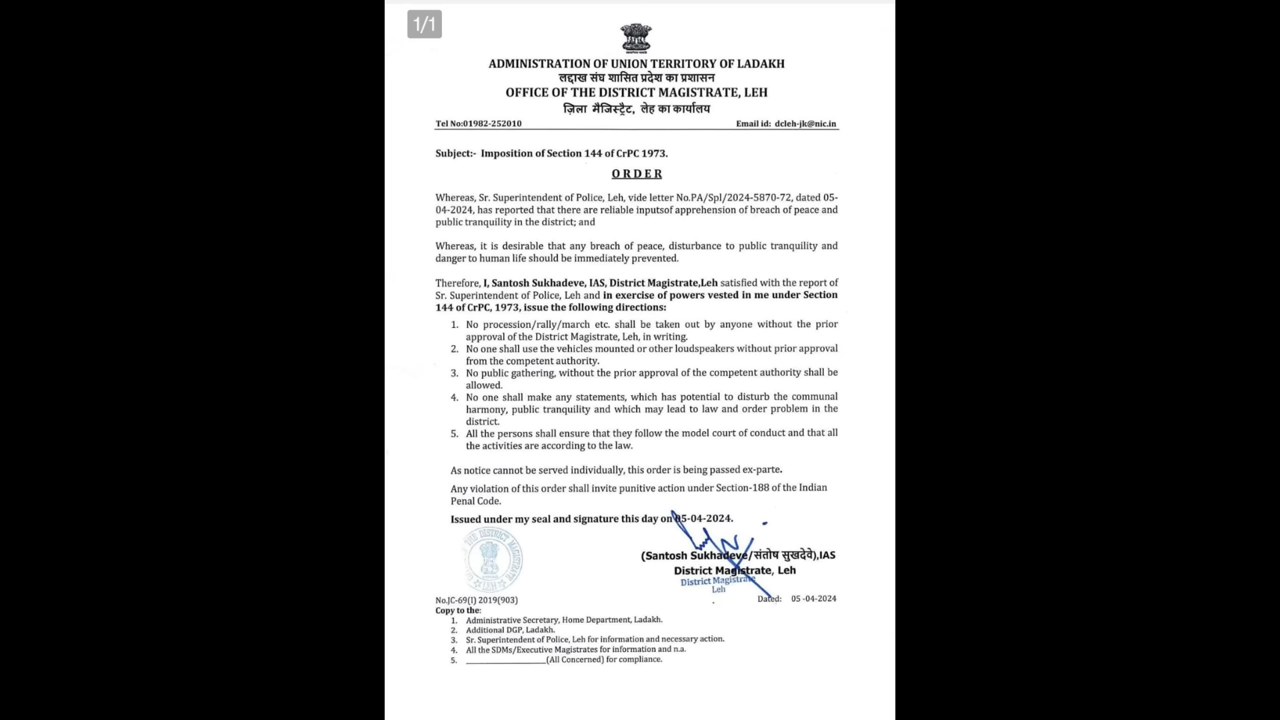 1/1
ADMINISTRATION OF UNION TERRITORY OF LADAKH
लद्दाख संघ शासित प्रदेश का प्रशासन
OFFICE OF THE DISTRICT MAGISTRATE, LEH
ज़िला मैजिस्ट्रैट, लेह का कार्यालय
Tel No:01982-252010 Email id: dcleh-jk@nic.in
Subject:- Imposition of Section 144 of CrPC 1973.
ORDER
Whereas, Sr. Superintendent of Police, Leh, vide letter No.PA/Spl/2024-5870-72, dated 05-
04-2024, has reported that there are reliable inputsof apprehension of breach of peace and
public tranquility in the district; and
Whereas, it is desirable that any breach of peace, disturbance to public tranquility and
danger to human life should be immediately prevented.
Therefore, I, Santosh Sukhadeve, IAS, District Magistrate,Leh satisfied with the report of
Sr. Superintendent of Police, Leh and in exercise of powers vested in me under Section
144 of CrPC, 1973, issue the following directions:
1. No procession/rally/march etc. shall be taken out by anyone without the prior
approval of the District Magistrate, Leh, in writing.
2. No one shall use the vehicles mounted or other loudspeakers without prior approval
from the competent authority.
3. No public gathering, without the prior approval of the competent authority shall be
allowed.
4. No one shall make any statements, which has potential to disturb the communal
harmony, public tranquility and which may lead to law and order problem in the
district.
5. All the persons shall ensure that they follow the model court of conduct and that all
the activities are according to the law.
As notice cannot be served individually, this order is being passed ex-parte.
Any violation of this order shall invite punitive action under Section-188 of the Indian
Penal Code.
Issued under my seal and signature this day on 05-04-2024.
THE DISTRICT MAGISTRATE
LEH
(Santosh Sukhadeve/संतोष सुखदेवे),IAS
District Magistrate, Leh
District Magistrate
Leh
No.JC-69(I) 2019(903) Dated: 05-04-2024
Copy to the:
1. Administrative Secretary, Home Department, Ladakh.
2. Additional DGP, Ladakh.
3. Sr. Superintendent of Police, Leh for information and necessary action.
4. All the SDMs/Executive Magistrates for information and n.a.
5. ________________(All Concerned) for compliance.